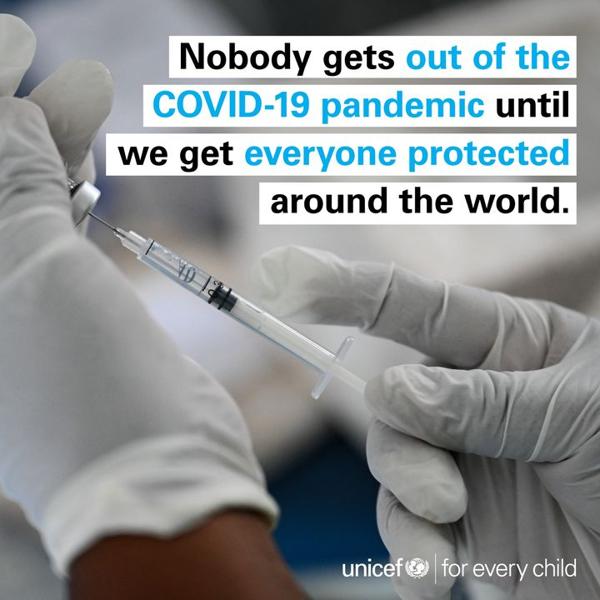 Nobody gets out of the
COVID-19 pandemic until
we get everyone protected
around the world.
unicef | for every child